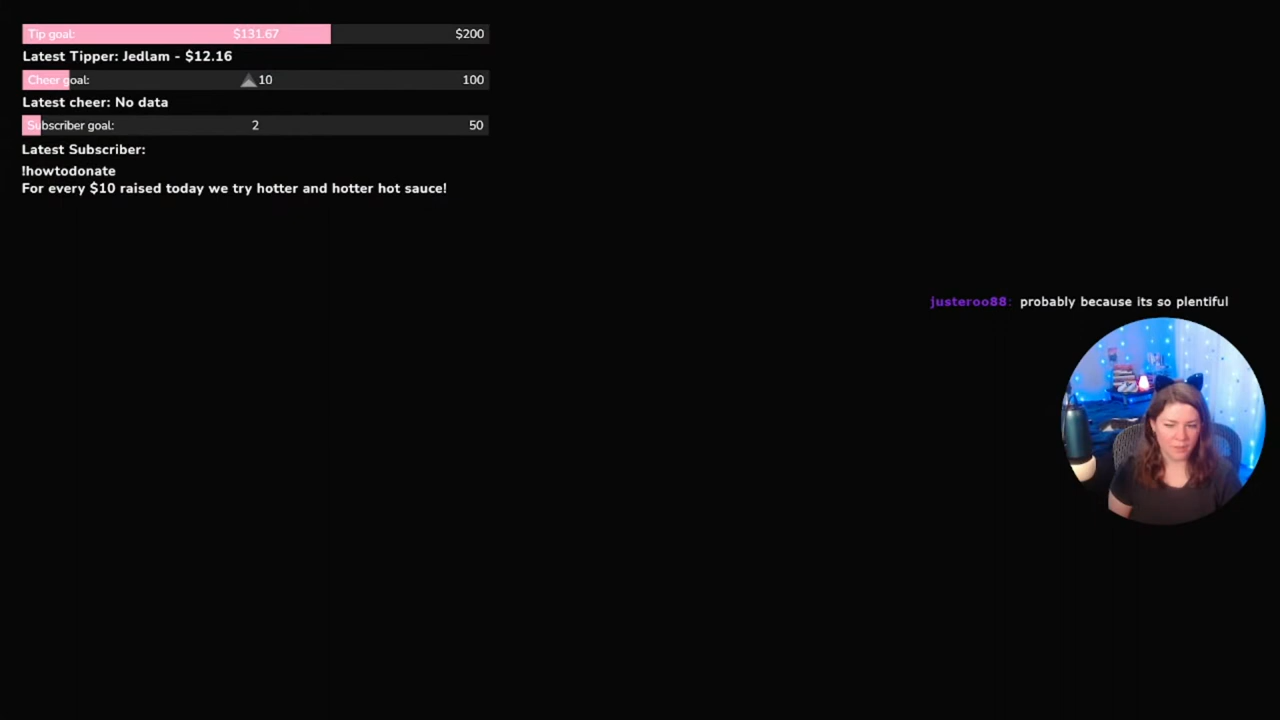 Tip goal: $131.67 $200
Latest Tipper: Jedlam - $12.16
Cheer goal: 10 100
Latest cheer: No data
Subscriber goal: 2 50
Latest Subscriber:
!howtodonate
For every $10 raised today we try hotter and hotter hot sauce!
justeroo88: probably because its so plentiful